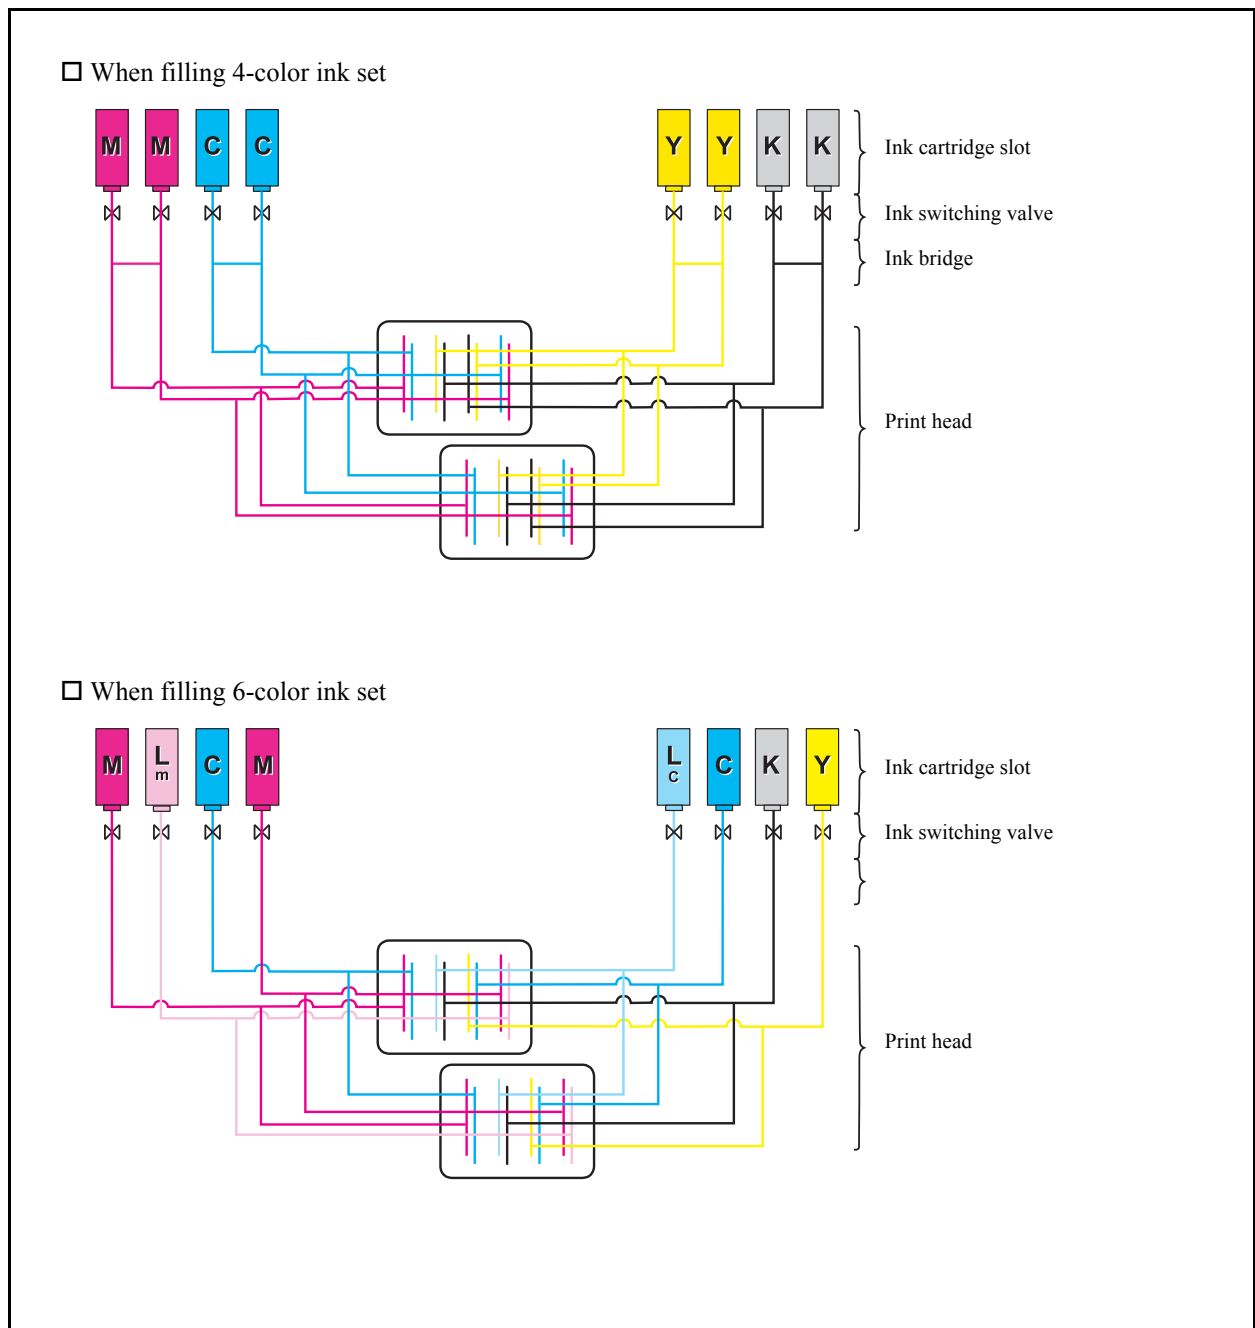 ☐ When filling 4-color ink set
M M C C Y Y K K
Ink cartridge slot
Ink switching valve
Ink bridge
Print head
☐ When filling 6-color ink set
M Lm C M Lc C K Y
Ink cartridge slot
Ink switching valve
Print head